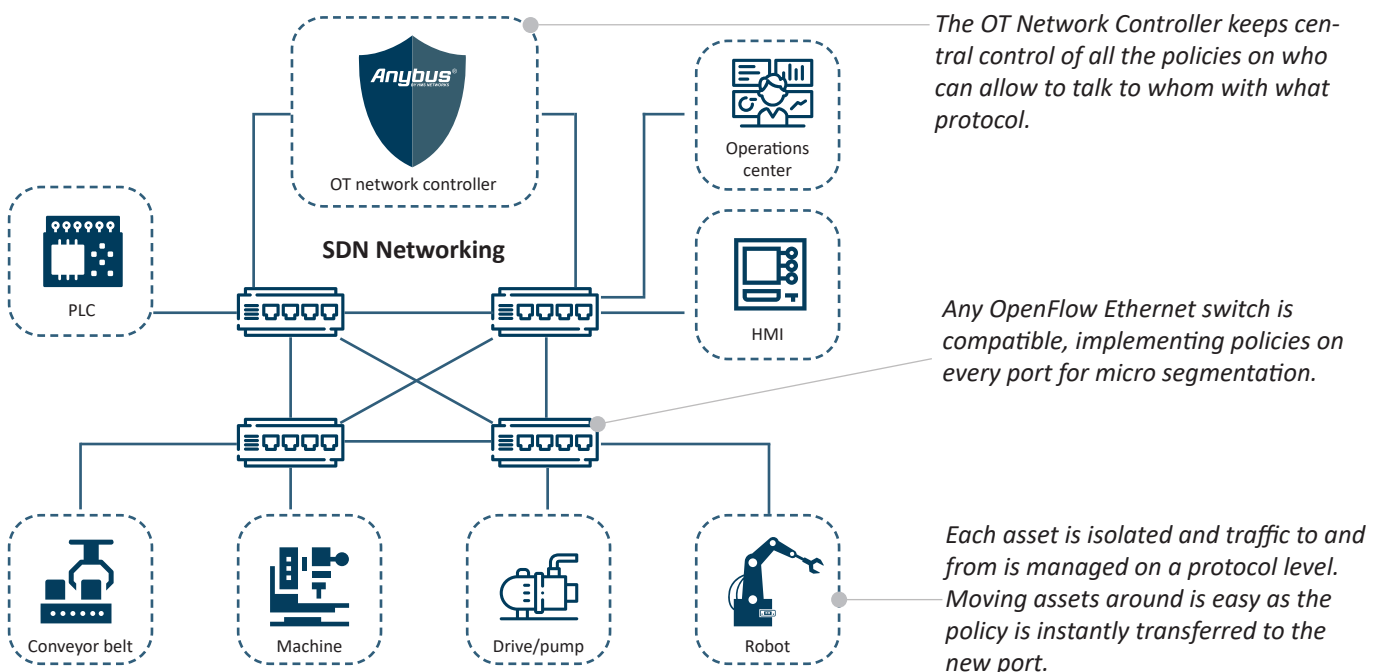 The OT Network Controller keeps cen-
tral control of all the policies on who
can allow to talk to whom with what
protocol.
Anybus®
BY HMS NETWORKS
OT network controller
Operations
center
SDN Networking
PLC
HMI
Any OpenFlow Ethernet switch is
compatible, implementing policies on
every port for micro segmentation.
Conveyor belt
Machine
Drive/pump
Robot
Each asset is isolated and traffic to and
from is managed on a protocol level.
Moving assets around is easy as the
policy is instantly transferred to the
new port.